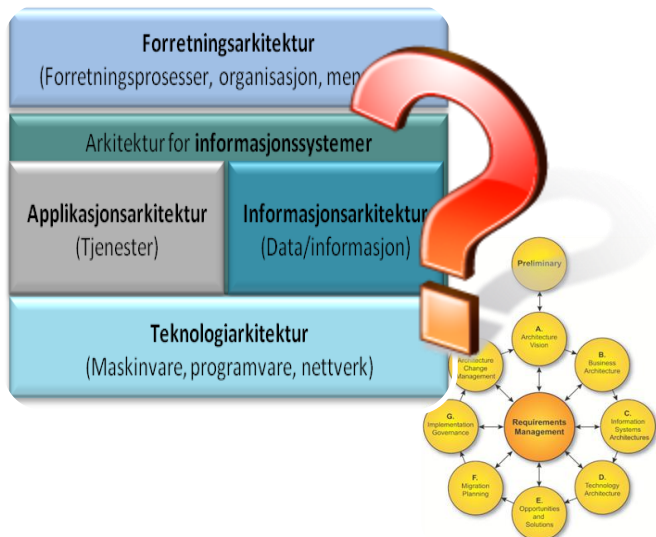 Forretningsarkitektur
(Forretningsprosesser, organisasjon, men
Arkitektur for informasjonssystemer
Applikasjonsarkitektur
(Tjenester)
Informasjonsarkitektur
(Data/informasjon)
Teknologiarkitektur
(Maskinvare, programvare, nettverk)
Preliminary
A.
Architecture
Vision
B.
Business
Architecture
C.
Information
Systems
Architectures
D.
Technology
Architecture
E.
Opportunities
and
Solutions
F.
Migration
Planning
G.
Implementation
Governance
Architecture
Change
Management
Requirements
Management